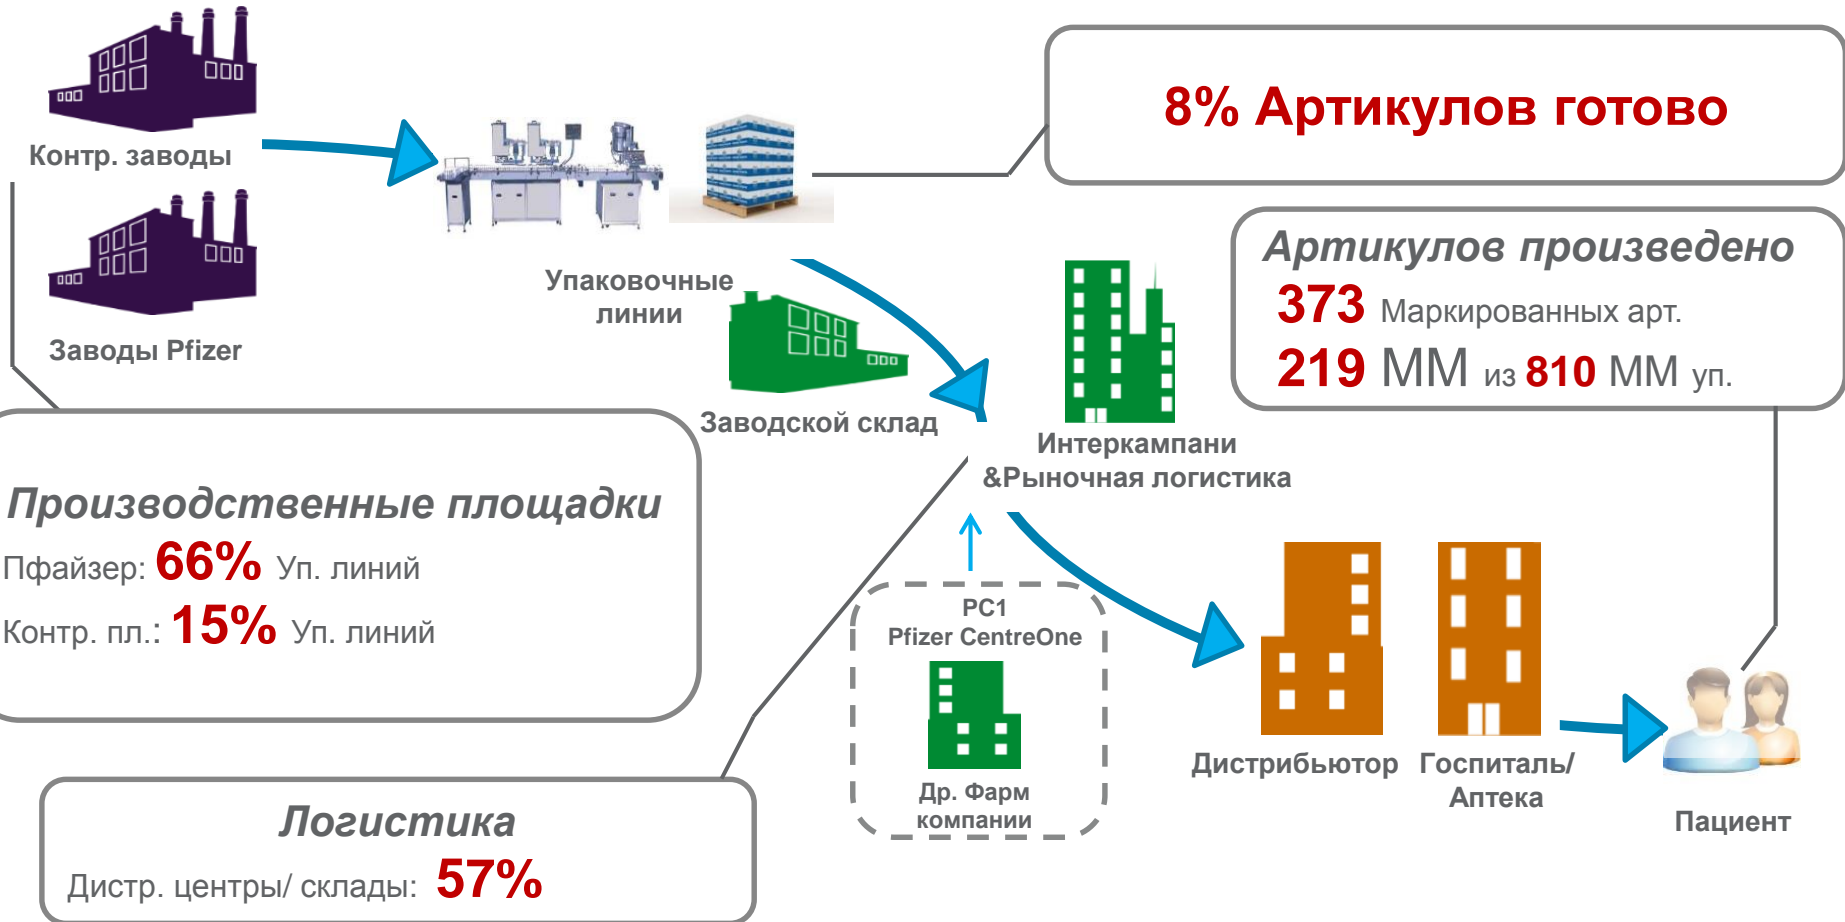 8% Артикулов готово
Контр. заводы
Заводы Pfizer
Упаковочные
линии
Артикулов произведено
373 Маркированных арт.
219 ММ из 810 ММ уп.
Заводской склад
Интеркампани
&Рыночная логистика
Производственные площадки
Пфайзер: 66% Уп. линий
Контр. пл.: 15% Уп. линий
PC1
Pfizer CentreOne
Др. Фарм
компании
Дистрибьютор
Госпиталь/
Аптека
Пациент
Логистика
Дистр. центры/ склады: 57%